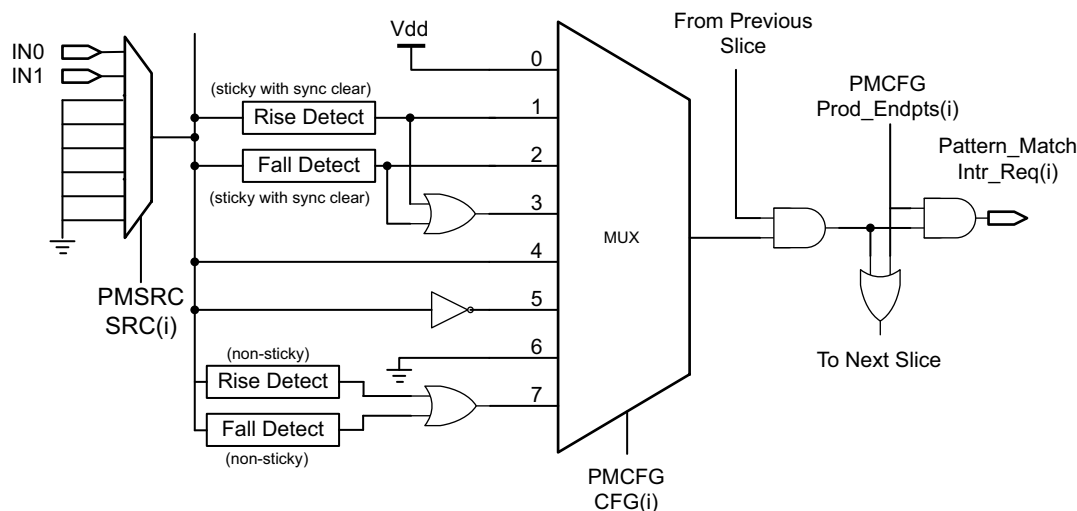 IN0
IN1
PMSRC
SRC(i)
(sticky with sync clear)
Rise Detect
Fall Detect
(sticky with sync clear)
(non-sticky)
Rise Detect
Fall Detect
(non-sticky)
Vdd
0
1
2
3
4
5
6
7
MUX
PMCFG
CFG(i)
From Previous
Slice
PMCFG
Prod_Endpts(i)
Pattern_Match
Intr_Req(i)
To Next Slice